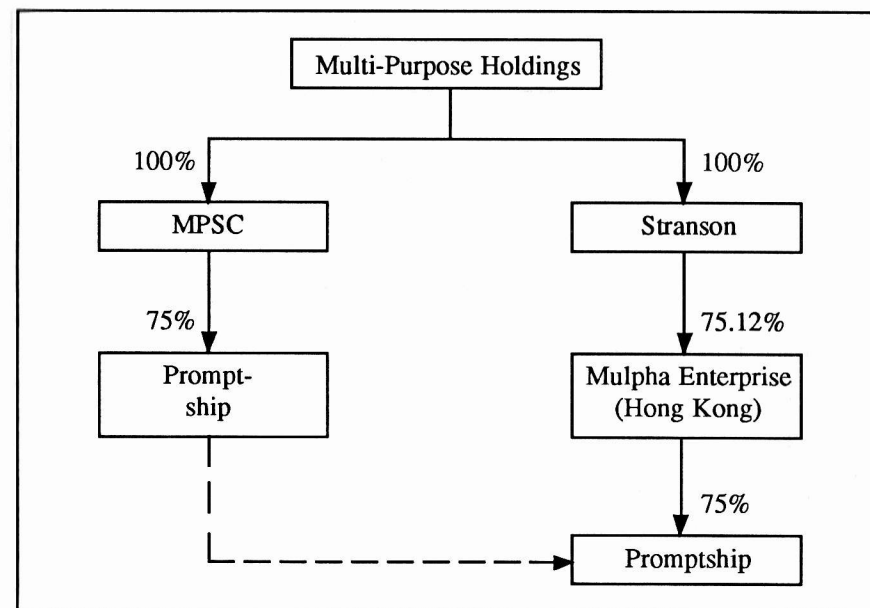 Multi-Purpose Holdings
100%
100%
MPSC
Stranson
75%
75.12%
Prompt-
ship
Mulpha Enterprise
(Hong Kong)
75%
Promptship